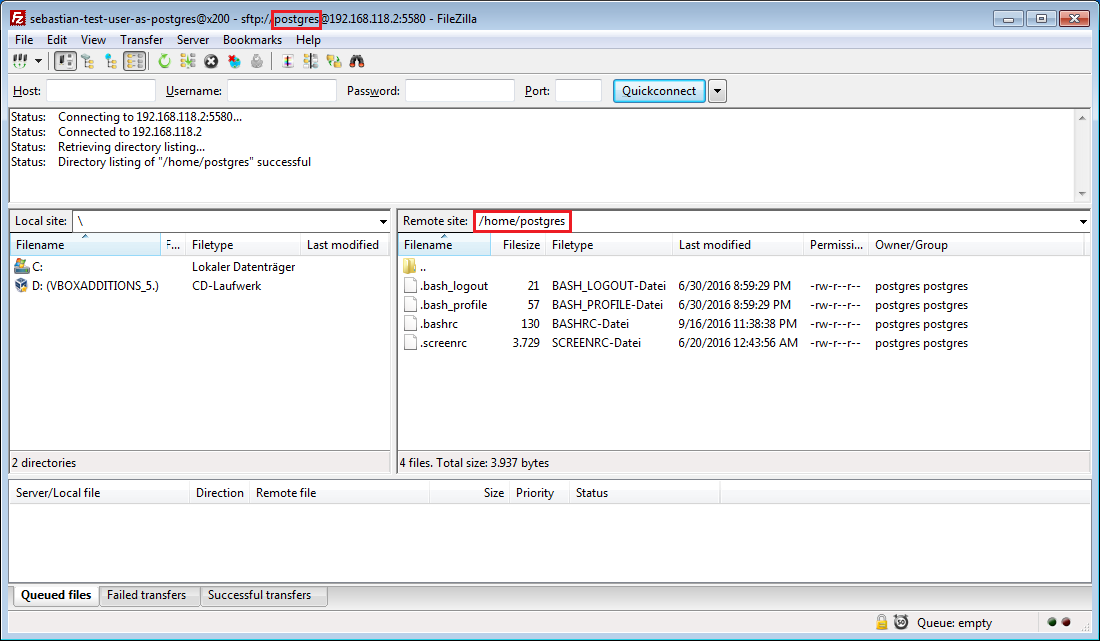 sebastian-test-user-as-postgres@x200 - sftp://postgres@192.168.118.2:5580 - FileZilla
File Edit View Transfer Server Bookmarks Help
Host: Username: Password: Port: Quickconnect
Status: Connecting to 192.168.118.2:5580...
Status: Connected to 192.168.118.2
Status: Retrieving directory listing...
Status: Directory listing of "/home/postgres" successful
Local site: \
Filename F... Filetype Last modified
C: Lokaler Datenträger
D: (VBOXADDITIONS_5.) CD-Laufwerk
2 directories
Remote site: /home/postgres
Filename Filesize Filetype Last modified Permissi... Owner/Group
..
.bash_logout 21 BASH_LOGOUT-Datei 6/30/2016 8:59:29 PM -rw-r--r-- postgres postgres
.bash_profile 57 BASH_PROFILE-Datei 6/30/2016 8:59:29 PM -rw-r--r-- postgres postgres
.bashrc 130 BASHRC-Datei 9/16/2016 11:38:38 PM -rw-r--r-- postgres postgres
.screenrc 3.729 SCREENRC-Datei 6/20/2016 12:43:56 AM -rw-r--r-- postgres postgres
4 files. Total size: 3.937 bytes
Server/Local file Direction Remote file Size Priority Status
Queued files Failed transfers Successful transfers
Queue: empty